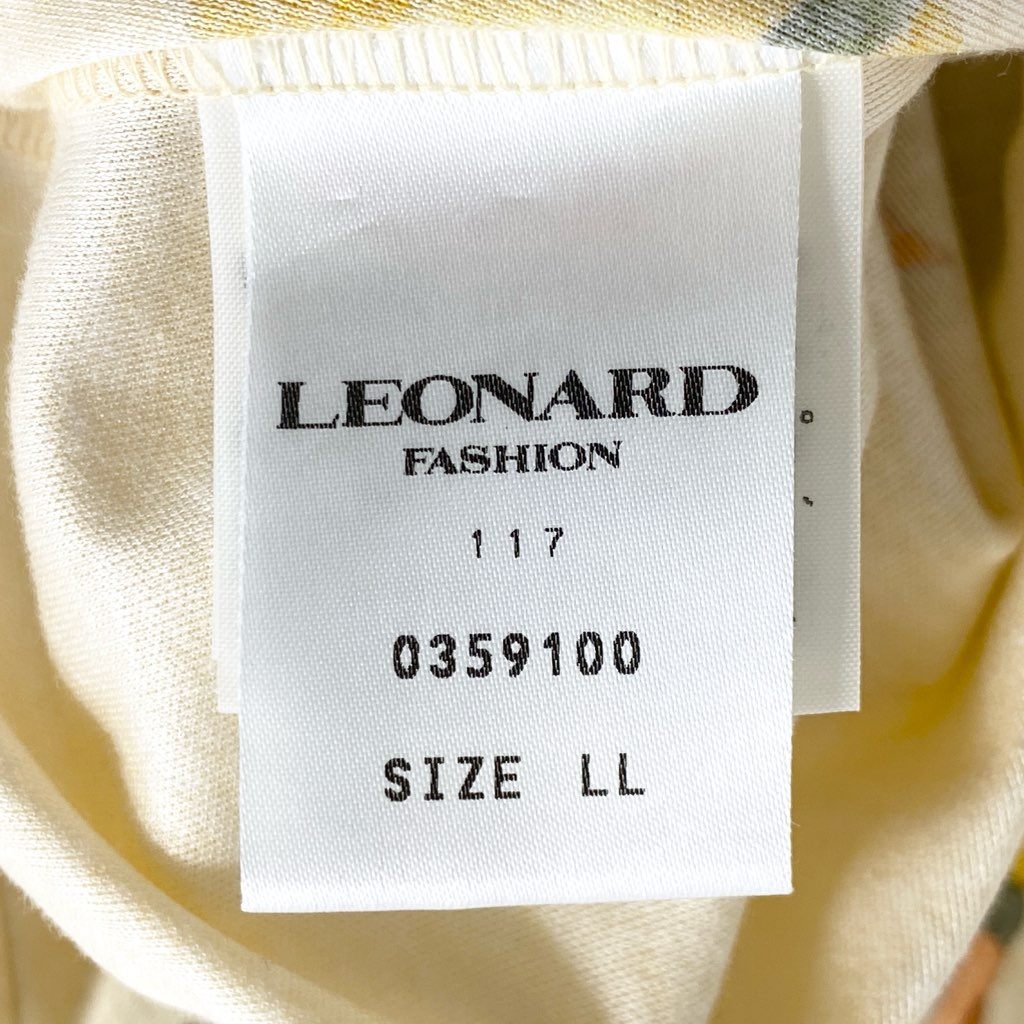 LEONARD
FASHION
117
0359100
SIZE LL